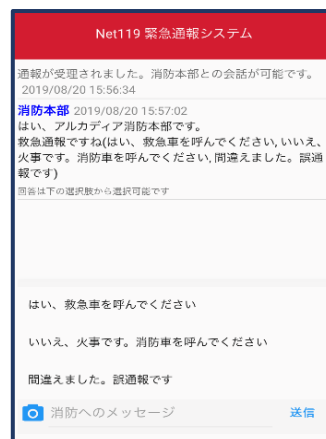 Net119 緊急通報システム
通報が受理されました。消防本部との会話が可能です。
2019/08/20 15:56:34
消防本部 2019/08/20 15:57:02
はい、アルカディア消防本部です。
救急通報ですね(はい、救急車を呼んでください, いいえ、
火事です。消防車を呼んでください, 間違えました。誤通
報です)
回答は下の選択肢から選択可能です
はい、救急車を呼んでください
いいえ、火事です。消防車を呼んでください
間違えました。誤通報です
消防へのメッセージ 送信